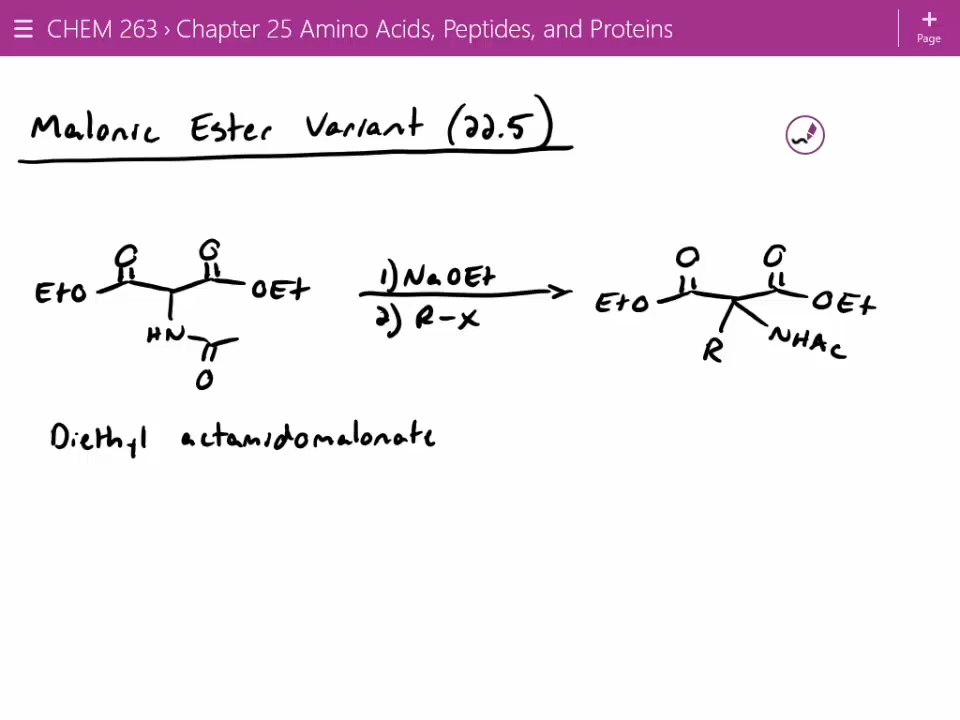 ☰ CHEM 263 › Chapter 25 Amino Acids, Peptides, and Proteins
+
Page
Malonic Ester Variant (22.5)
O O
EtO OEt
HN
O
1) NaOEt
2) R-X
O O
EtO OEt
R NHAc
Diethyl actamidomalonate